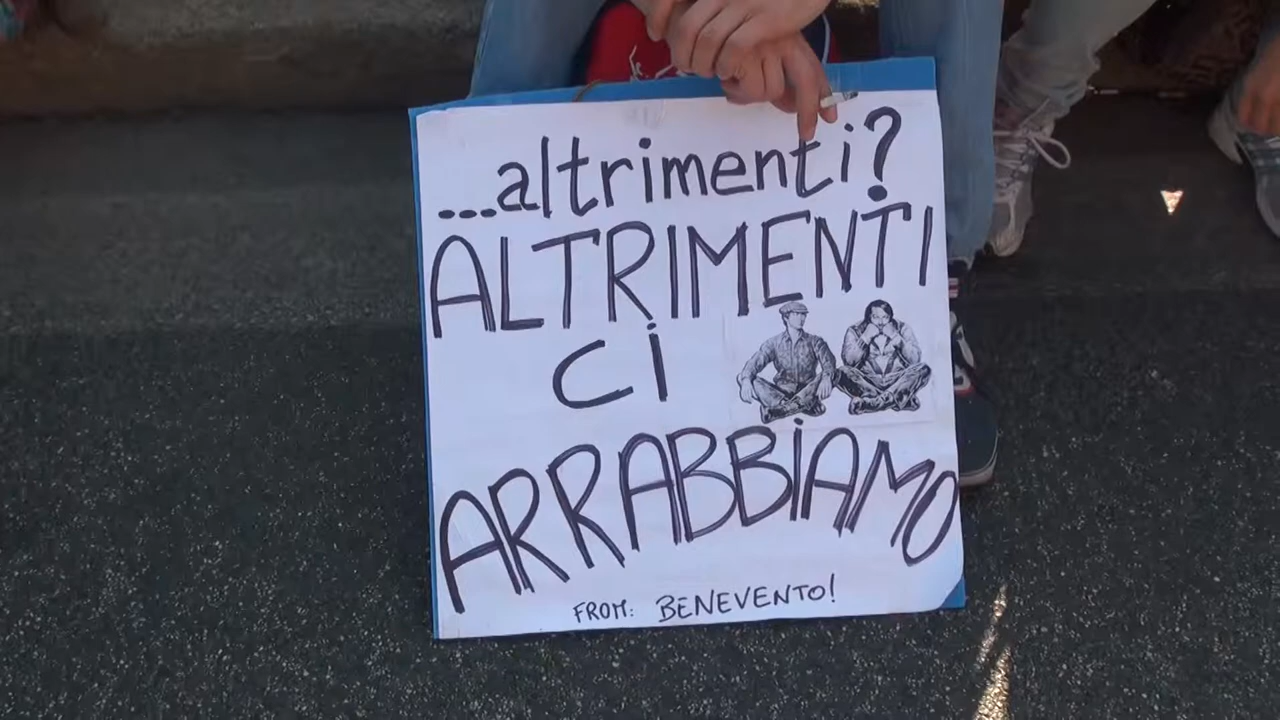 ...altrimenti?
ALTRIMENTI
Ci
ARRABBiAMO
FROM: BENEVENTO!